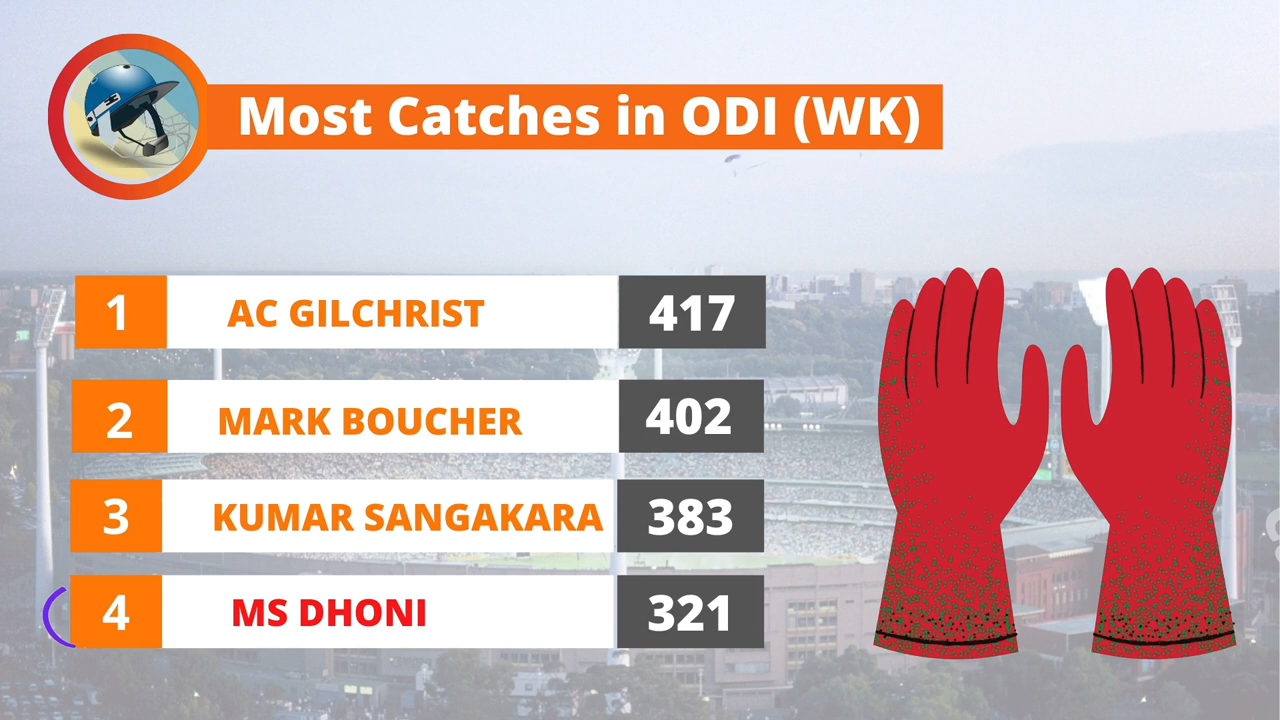 Most Catches in ODI (WK)
1 AC GILCHRIST 417
2 MARK BOUCHER 402
3 KUMAR SANGAKARA 383
4 MS DHONI 321